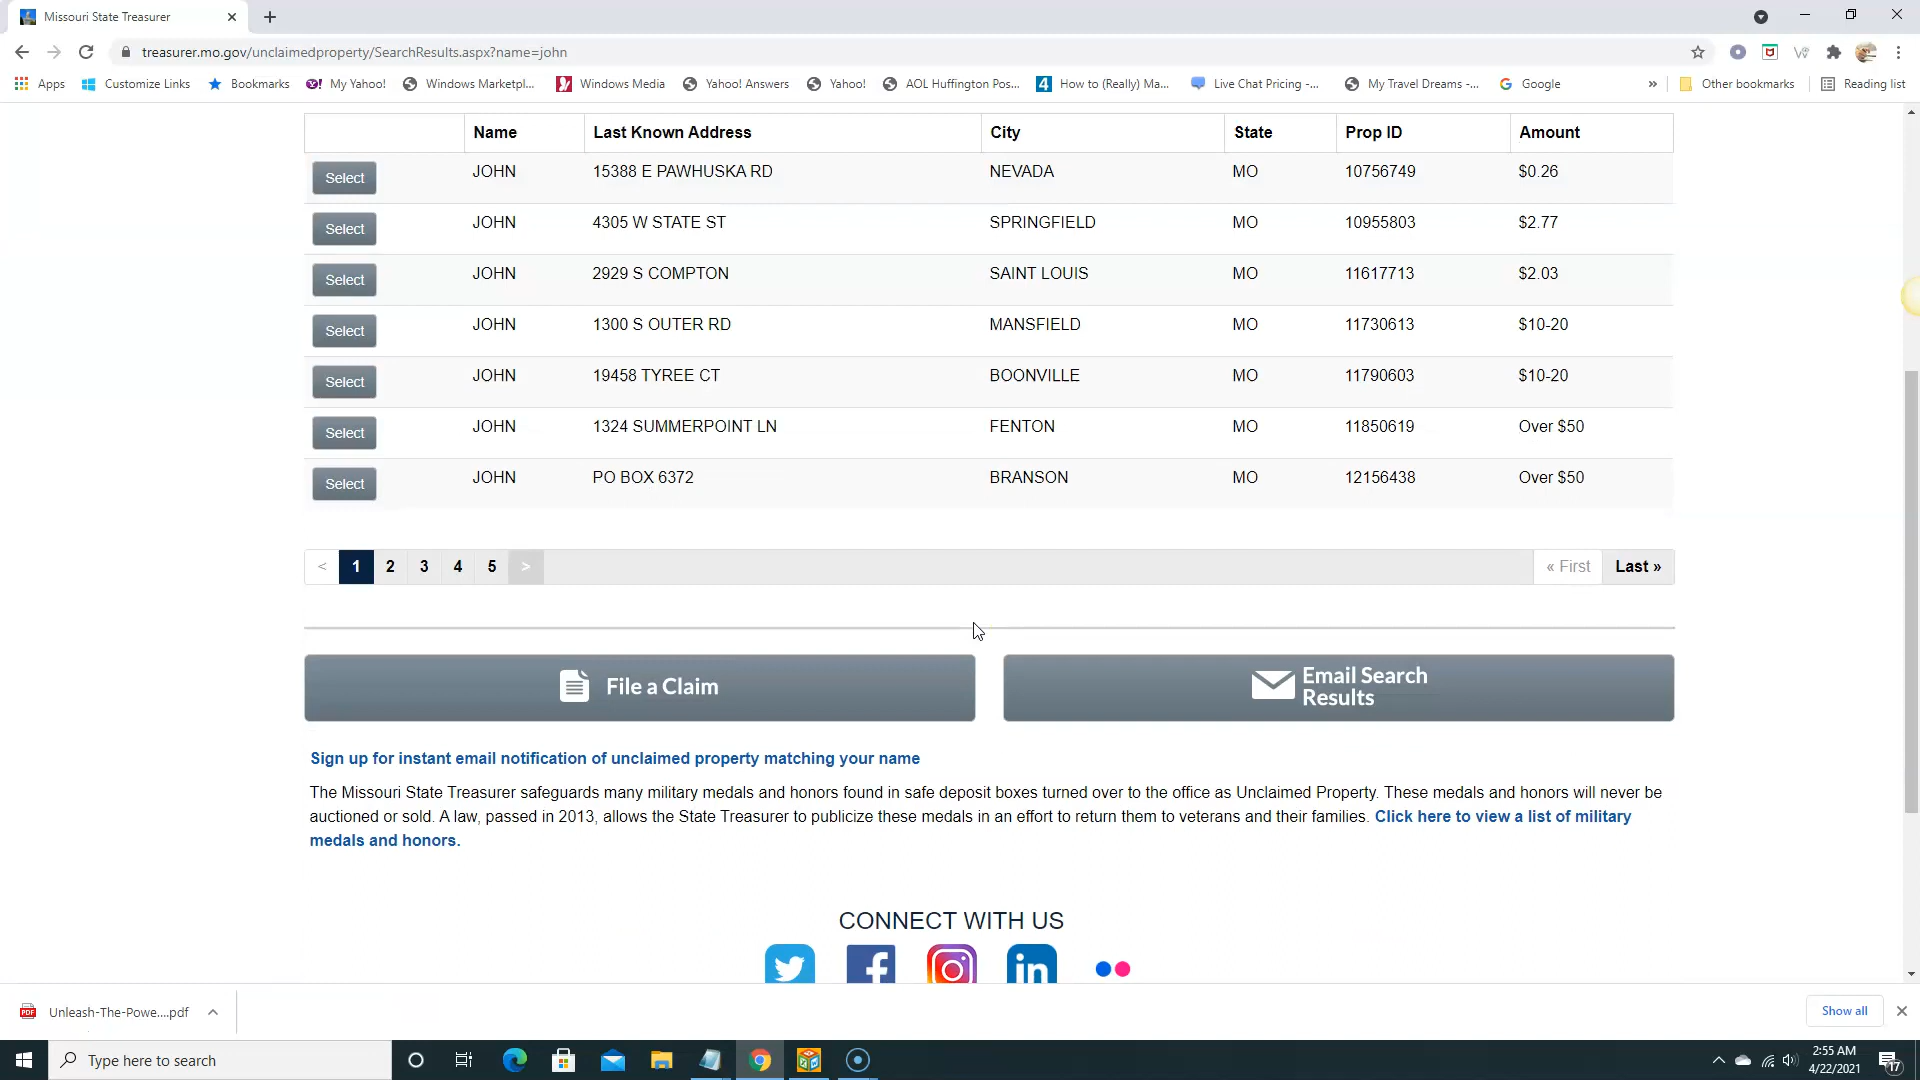 Missouri State Treasurer
treasurer.mo.gov/unclaimedproperty/SearchResults.aspx?name=john
Apps Customize Links Bookmarks My Yahoo! Windows Marketpl... Windows Media Yahoo! Answers Yahoo! AOL Huffington Pos... 4 How to (Really) Ma... Live Chat Pricing -... My Travel Dreams -... Google » Other bookmarks Reading list
Name Last Known Address City State Prop ID Amount
Select JOHN 15388 E PAWHUSKA RD NEVADA MO 10756749 $0.26
Select JOHN 4305 W STATE ST SPRINGFIELD MO 10955803 $2.77
Select JOHN 2929 S COMPTON SAINT LOUIS MO 11617713 $2.03
Select JOHN 1300 S OUTER RD MANSFIELD MO 11730613 $10-20
Select JOHN 19458 TYREE CT BOONVILLE MO 11790603 $10-20
Select JOHN 1324 SUMMERPOINT LN FENTON MO 11850619 Over $50
Select JOHN PO BOX 6372 BRANSON MO 12156438 Over $50
< 1 2 3 4 5 > « First Last »
File a Claim
Email Search
Results
Sign up for instant email notification of unclaimed property matching your name
The Missouri State Treasurer safeguards many military medals and honors found in safe deposit boxes turned over to the office as Unclaimed Property. These medals and honors will never be
auctioned or sold. A law, passed in 2013, allows the State Treasurer to publicize these medals in an effort to return them to veterans and their families. Click here to view a list of military
medals and honors.
CONNECT WITH US
in
PDF Unleash-The-Powe....pdf Show all
Type here to search
2:55 AM
4/22/2021
17